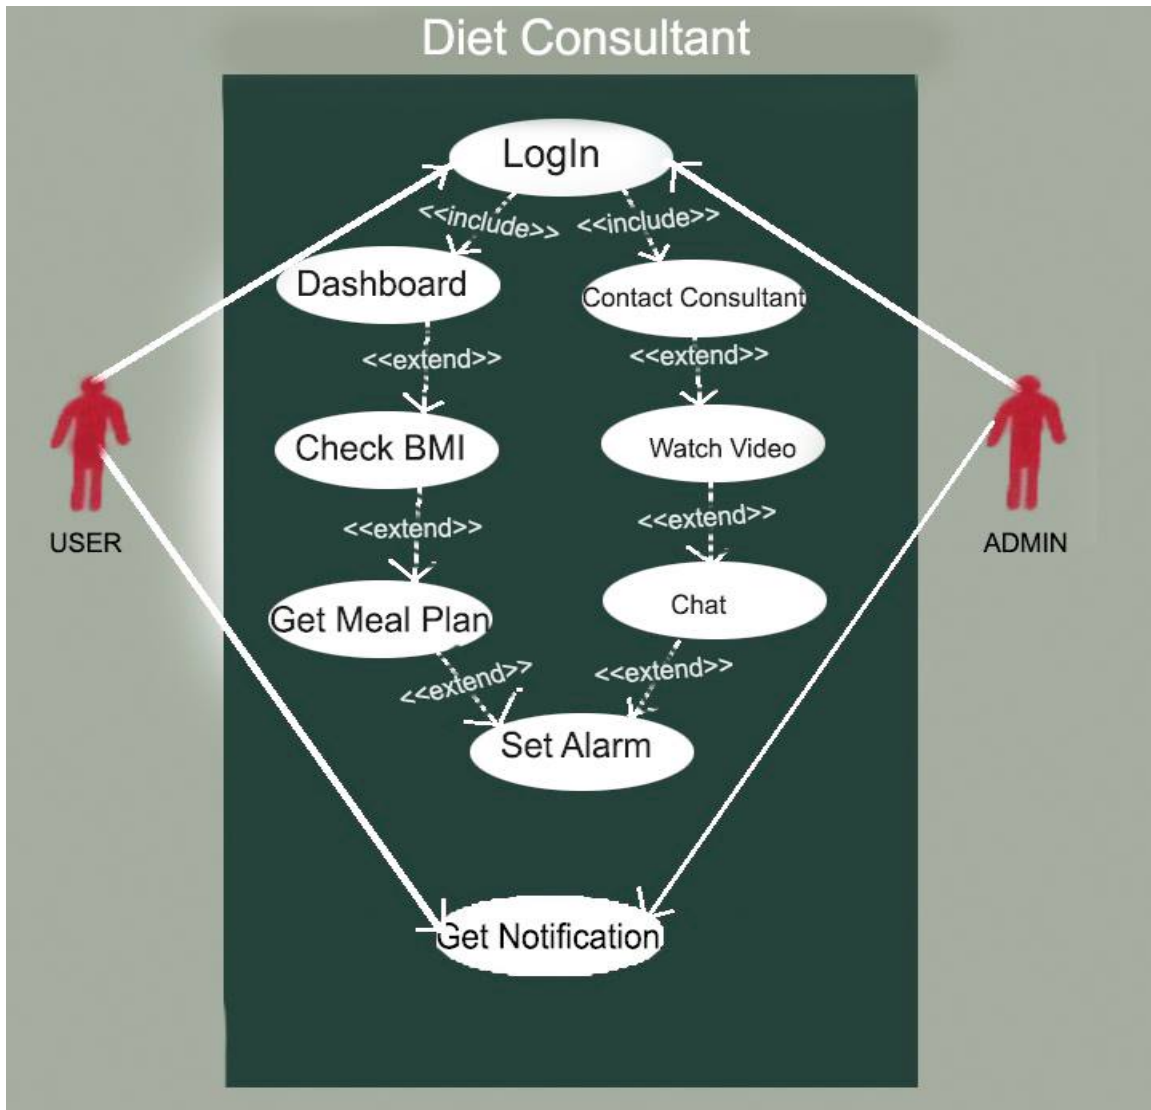 Diet Consultant
LogIn
<<include>> <<include>>
Dashboard
Contact Consultant
<<extend>>
<<extend>>
Check BMI
Watch Video
<<extend>>
<<extend>>
USER
ADMIN
Get Meal Plan
Chat
<<extend>>
<<extend>>
Set Alarm
Get Notification